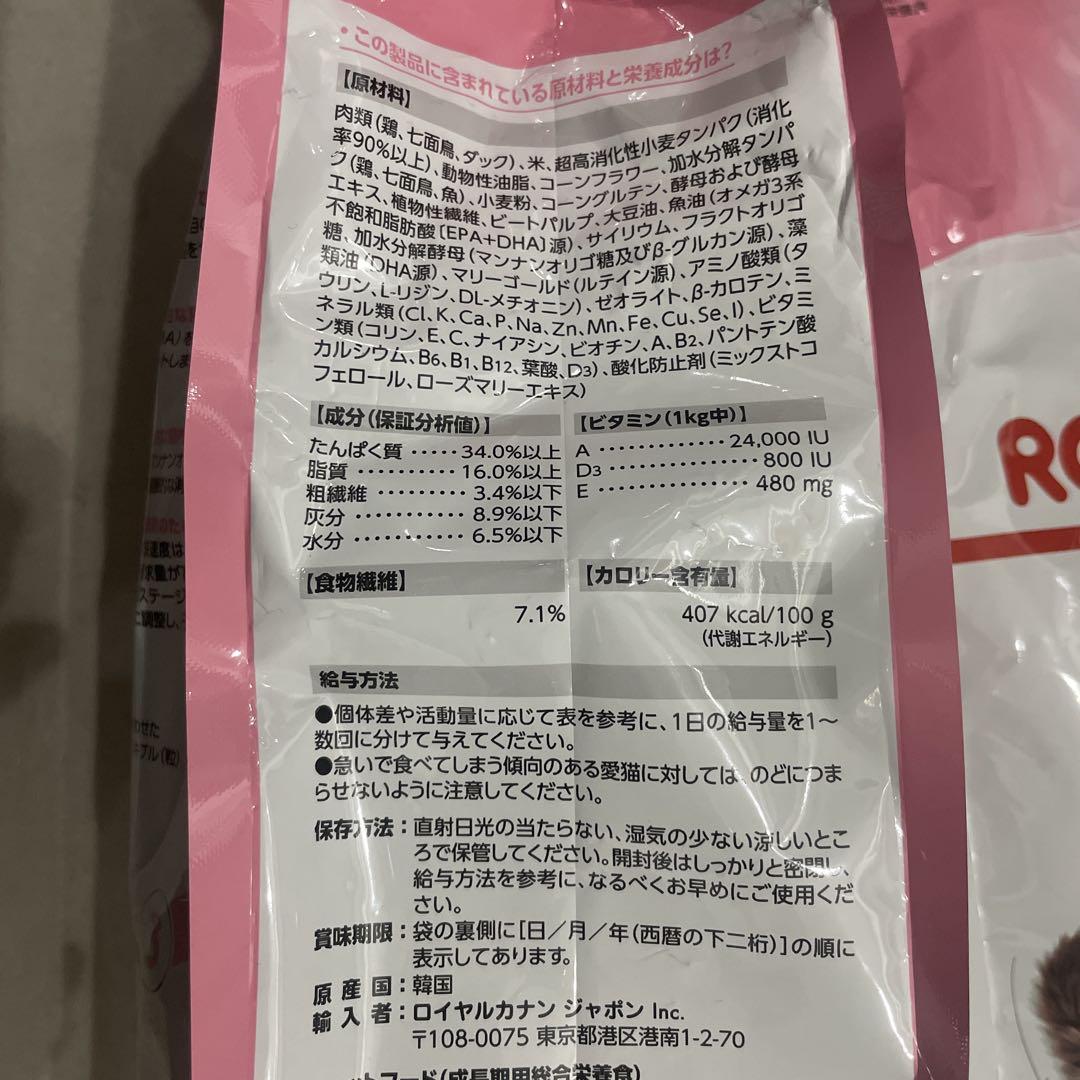 ・この製品に含まれている原材料と栄養成分は?
【原材料】
肉類(鶏、七面鳥、ダック)、米、超高消化性小麦タンパク(消化
率90%以上)、動物性油脂、コーンフラワー、加水分解タンパ
ク(鶏、七面鳥、魚)、小麦粉、コーングルテン、酵母および酵母
エキス、植物性繊維、ビートパルプ、大豆油、魚油(オメガ3系
不飽和脂肪酸〔EPA+DHA〕源)、サイリウム、フラクトオリゴ
糖、加水分解酵母(マンナンオリゴ糖及びβ-グルカン源)、藻
類油(DHA源)、マリーゴールド(ルテイン源)、アミノ酸類(タ
ウリン、L-リジン、DL-メチオニン)、ゼオライト、β-カロテン、ミ
ネラル類(Cl、K、Ca、P、Na、Zn、Mn、Fe、Cu、Se、I)、ビタミ
ン類(コリン、E、C、ナイアシン、ビオチン、A、B2、パントテン酸
カルシウム、B6、B1、B12、葉酸、D3)、酸化防止剤(ミックストコ
フェロール、ローズマリーエキス)
【成分(保証分析値)】
たんぱく質 ・・・・・34.0%以上
脂質 ・・・・・・・・・・16.0%以上
粗繊維 ・・・・・・・・・3.4%以下
灰分 ・・・・・・・・・・・8.9%以下
水分 ・・・・・・・・・・・6.5%以下
【ビタミン(1kg中)】
A ・・・・・・・・・・・24,000 IU
D3 ・・・・・・・・・・・・・・800 IU
E ・・・・・・・・・・・・・・480 mg
【食物繊維】
7.1%
【カロリー含有量】
407 kcal/100 g
(代謝エネルギー)
給与方法
●個体差や活動量に応じて表を参考に、1日の給与量を1〜
数回に分けて与えてください。
●急いで食べてしまう傾向のある愛猫に対しては、のどにつま
らせないように注意してください。
保存方法:直射日光の当たらない、湿気の少ない涼しいとこ
ろで保管してください。開封後はしっかりと密閉し、
給与方法を参考に、なるべくお早めにご使用くだ
さい。
賞味期限:袋の裏側に[日/月/年(西暦の下二桁)]の順に
表示してあります。
原産国:韓国
輸入者:ロイヤルカナン ジャポン Inc.
〒108-0075 東京都港区港南1-2-70
ットフード(成長期用総合栄養食)
RO